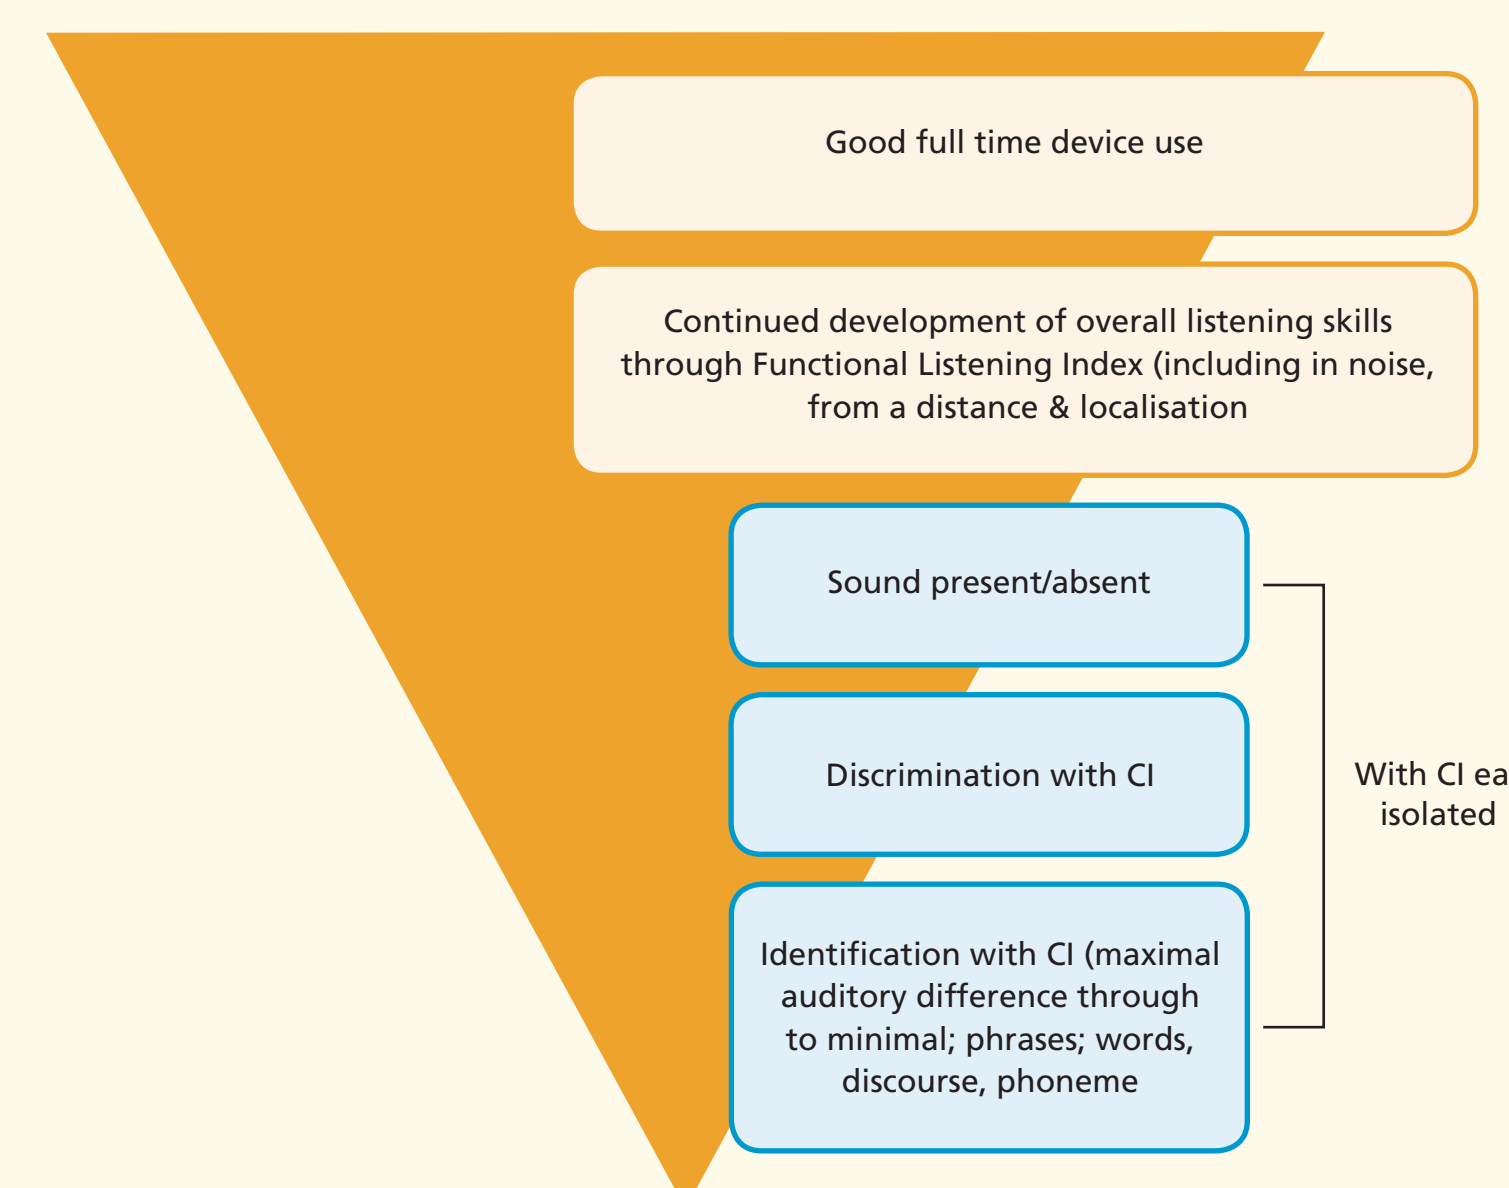 Good full time device use
Continued development of overall listening skills
through Functional Listening Index (including in noise,
from a distance & localisation
Sound present/absent
Discrimination with CI
With CI
isolated
Identification with CI (maximal
auditory difference through
to minimal; phrases; words,
discourse, phoneme